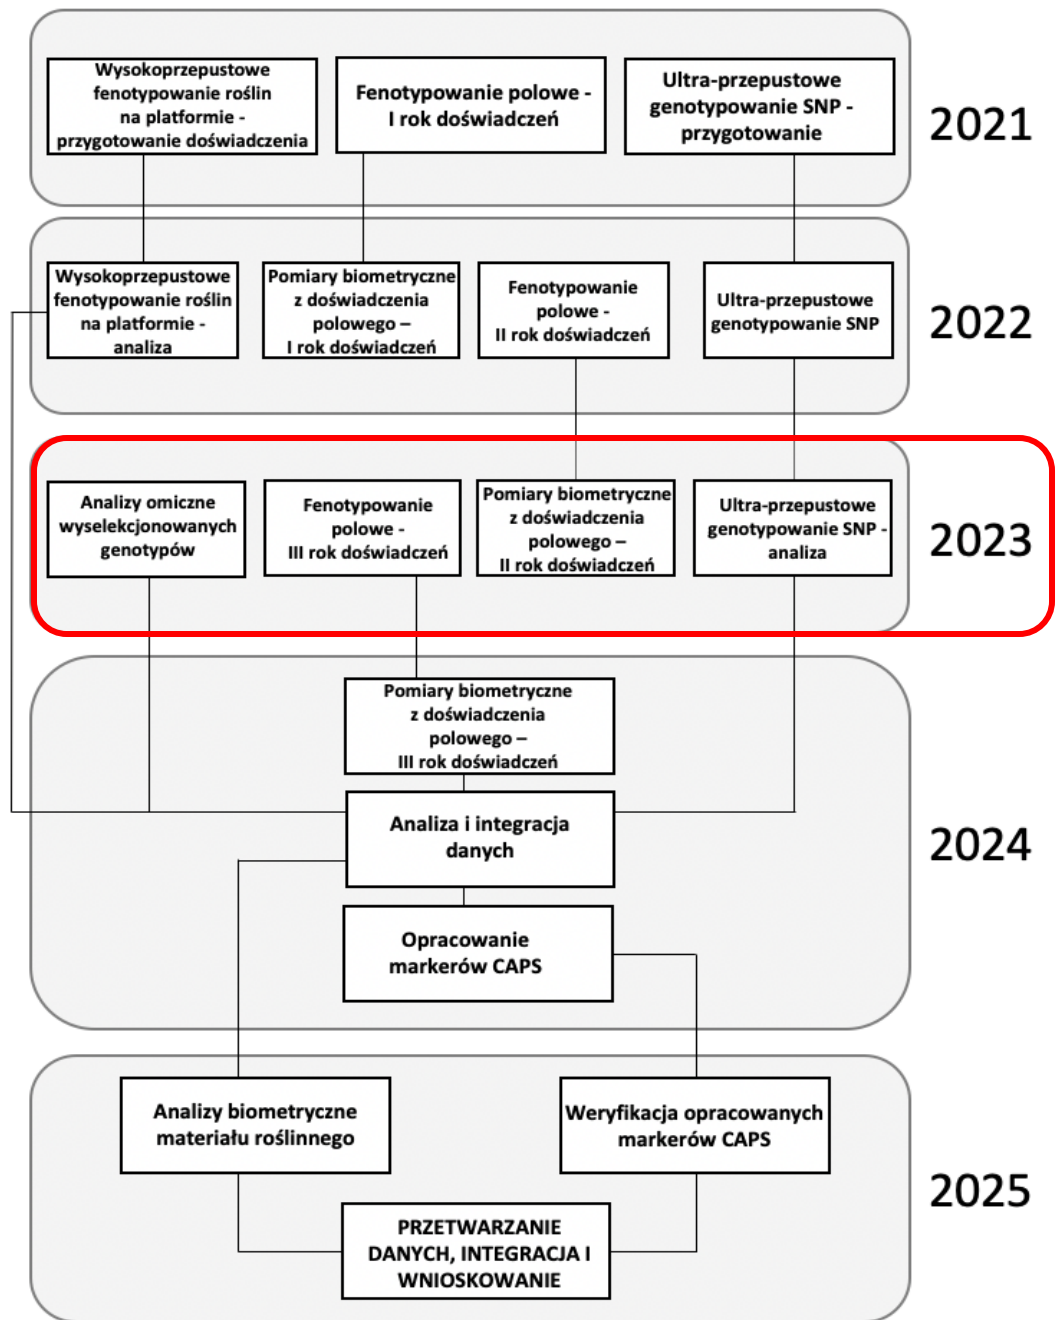 Wysokoprzepustowe
fenotypowanie roślin
na platformie -
przygotowanie doświadczenia
Fenotypowanie polowe -
I rok doświadczeń
Ultra-przepustowe
genotypowanie SNP -
przygotowanie
2021
Wysokoprzepustowe
fenotypowanie roślin
na platformie -
analiza
Pomiary biometryczne
z doświadczenia
polowego –
I rok doświadczeń
Fenotypowanie
polowe -
II rok doświadczeń
Ultra-przepustowe
genotypowanie SNP
2022
Analizy omiczne
wyselekcjonowanych
genotypów
Fenotypowanie
polowe -
III rok doświadczeń
Pomiary biometryczne
z doświadczenia
polowego –
II rok doświadczeń
Ultra-przepustowe
genotypowanie SNP -
analiza
2023
Pomiary biometryczne
z doświadczenia
polowego –
III rok doświadczeń
Analiza i integracja
danych
Opracowanie
markerów CAPS
2024
Analizy biometryczne
materiału roślinnego
Weryfikacja opracowanych
markerów CAPS
PRZETWARZANIE
DANYCH, INTEGRACJA I
WNIOSKOWANIE
2025